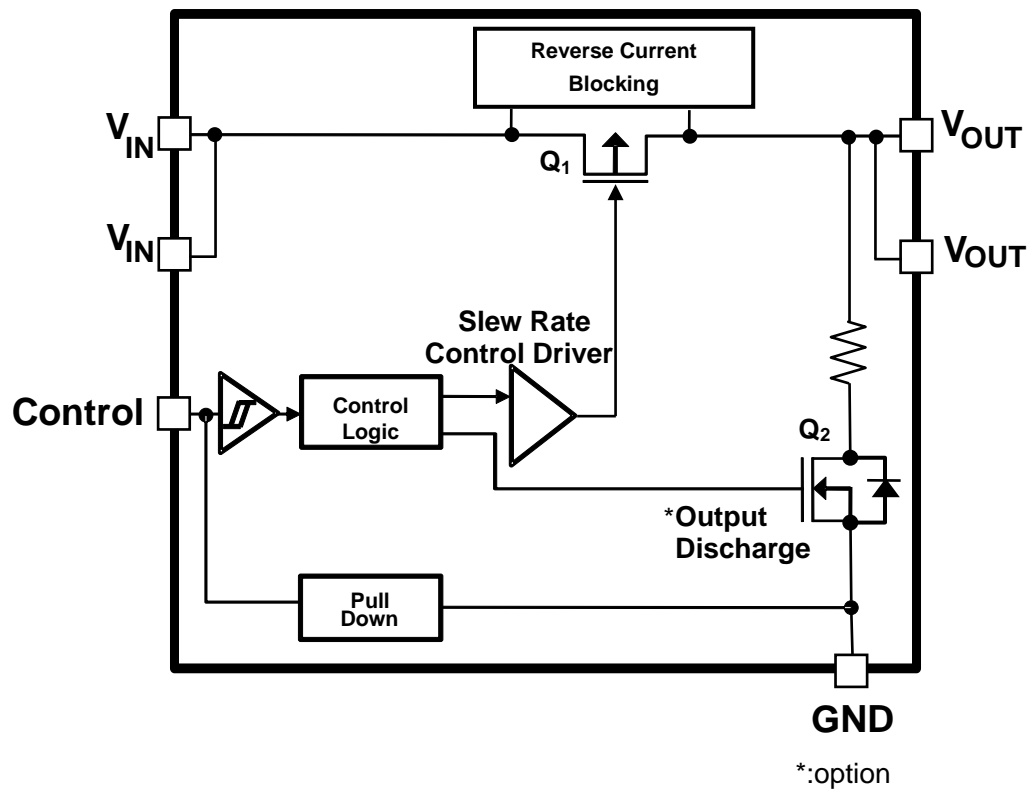 Reverse Current
Blocking
VIN
VOUT
Q1
VIN
VOUT
Slew Rate
Control Driver
Control
Control
Logic
Q2
*Output
Discharge
Pull
Down
GND
*:option